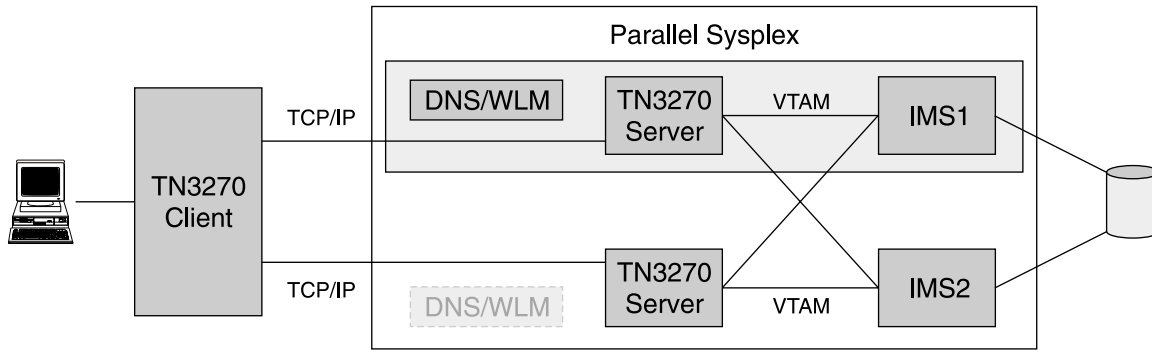 Parallel Sysplex
DNS/WLM
TN3270
Server
VTAM
IMS1
TCP/IP
TN3270
Client
TCP/IP
DNS/WLM
TN3270
Server
VTAM
IMS2